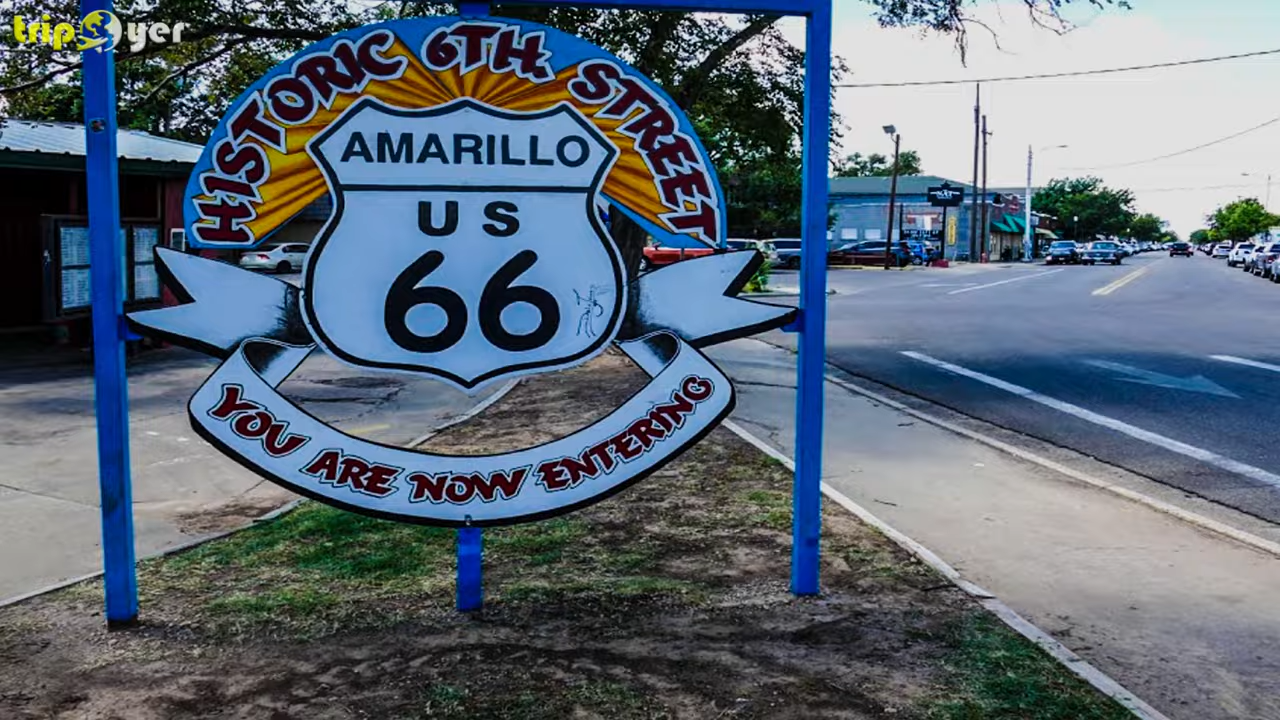 tripoyer
HISTORIC 6TH STREET
AMARILLO
US
66
YOU ARE NOW ENTERING